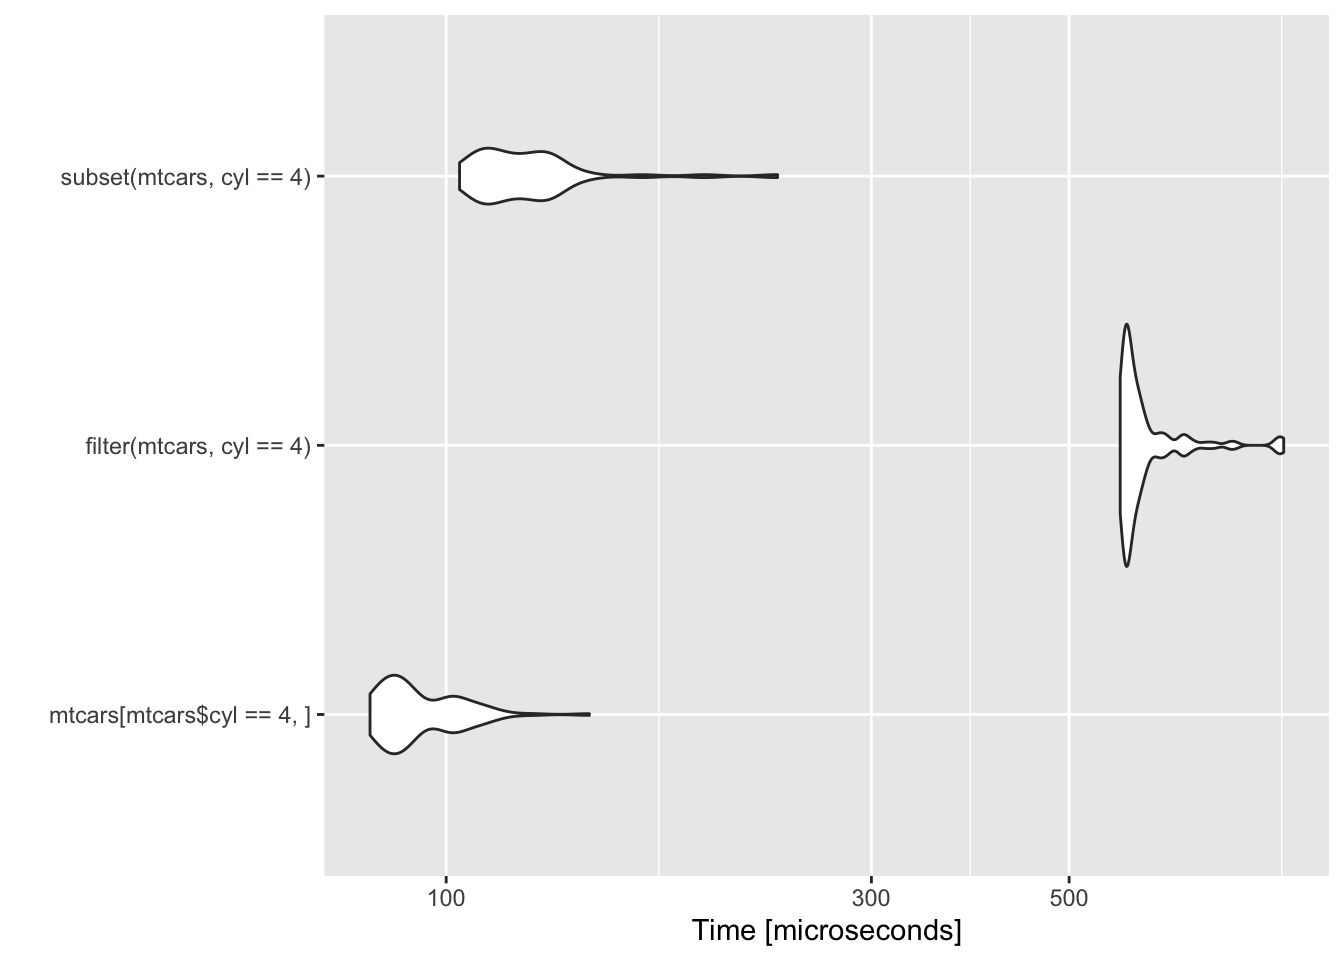 subset(mtcars, cyl == 4)
filter(mtcars, cyl == 4)
mtcars[mtcars$cyl == 4, ]
100 300 500
Time [microseconds]